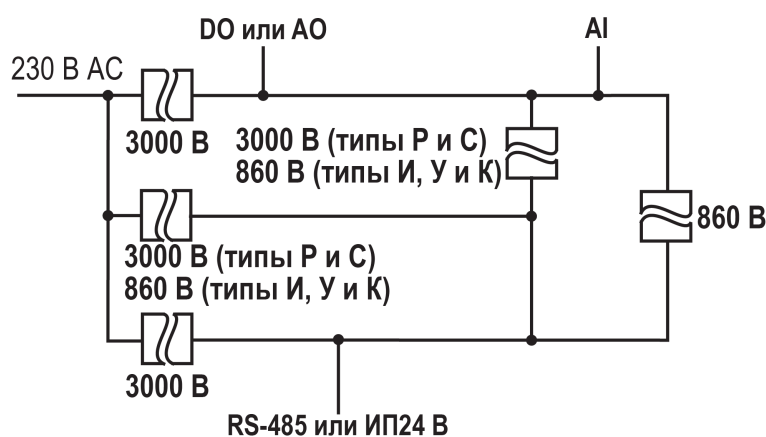 DO или AO
AI
230 В AC
3000 В
3000 В (типы Р и С)
860 В (типы И, У и К)
860 В
3000 В (типы Р и С)
860 В (типы И, У и К)
3000 В
RS-485 или ИП24 В